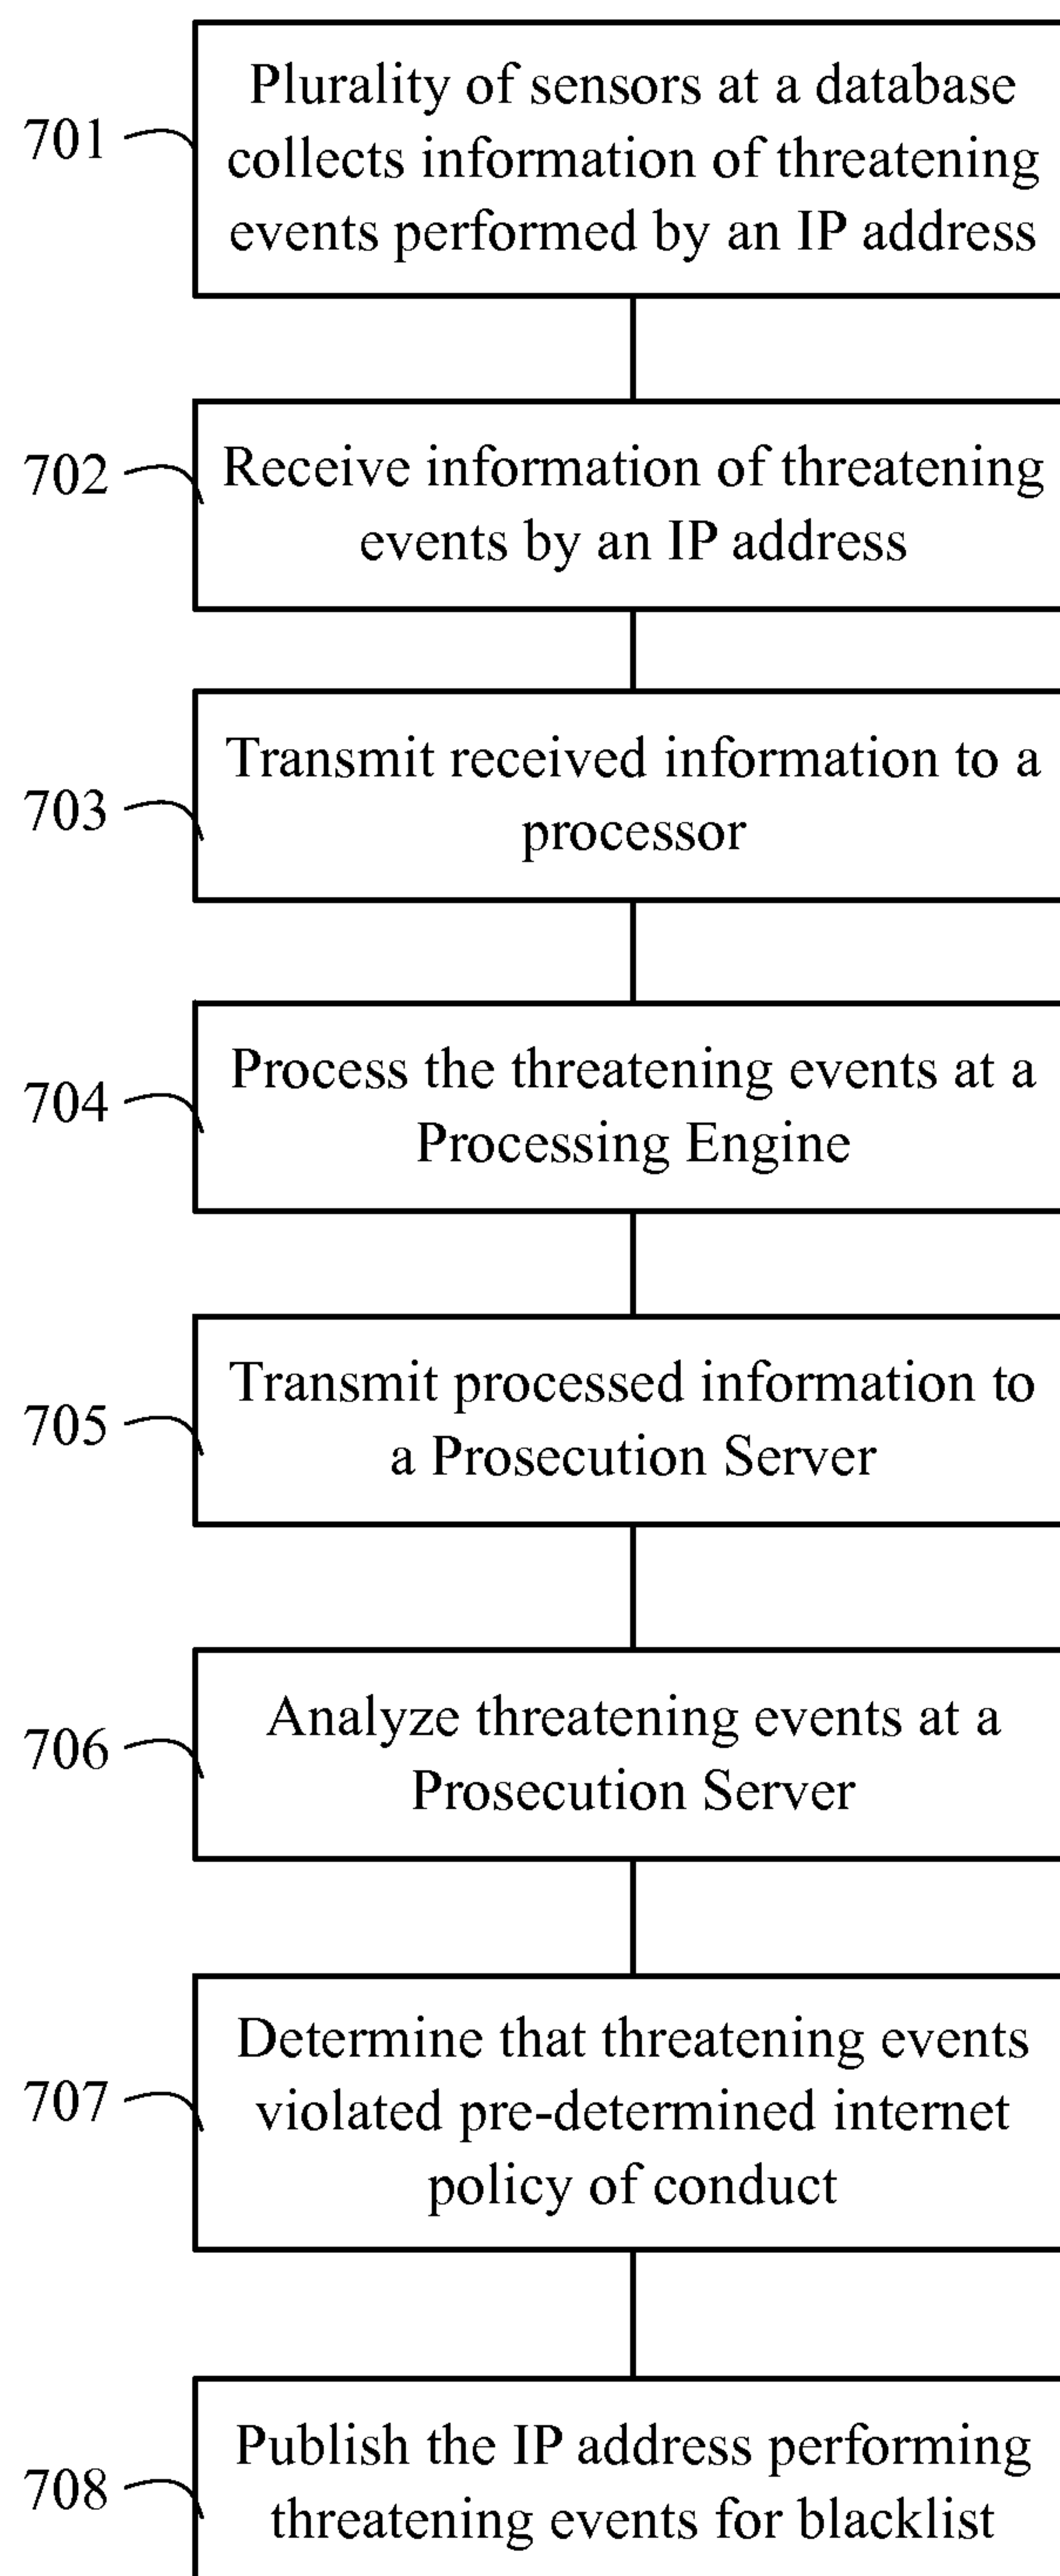 701
Plurality of sensors at a database
collects information of threatening
events performed by an IP address
702
Receive information of threatening
events by an IP address
703
Transmit received information to a
processor
704
Process the threatening events at a
Processing Engine
705
Transmit processed information to
a Prosecution Server
706
Analyze threatening events at a
Prosecution Server
707
Determine that threatening events
violated pre-determined internet
policy of conduct
708
Publish the IP address performing
threatening events for blacklist